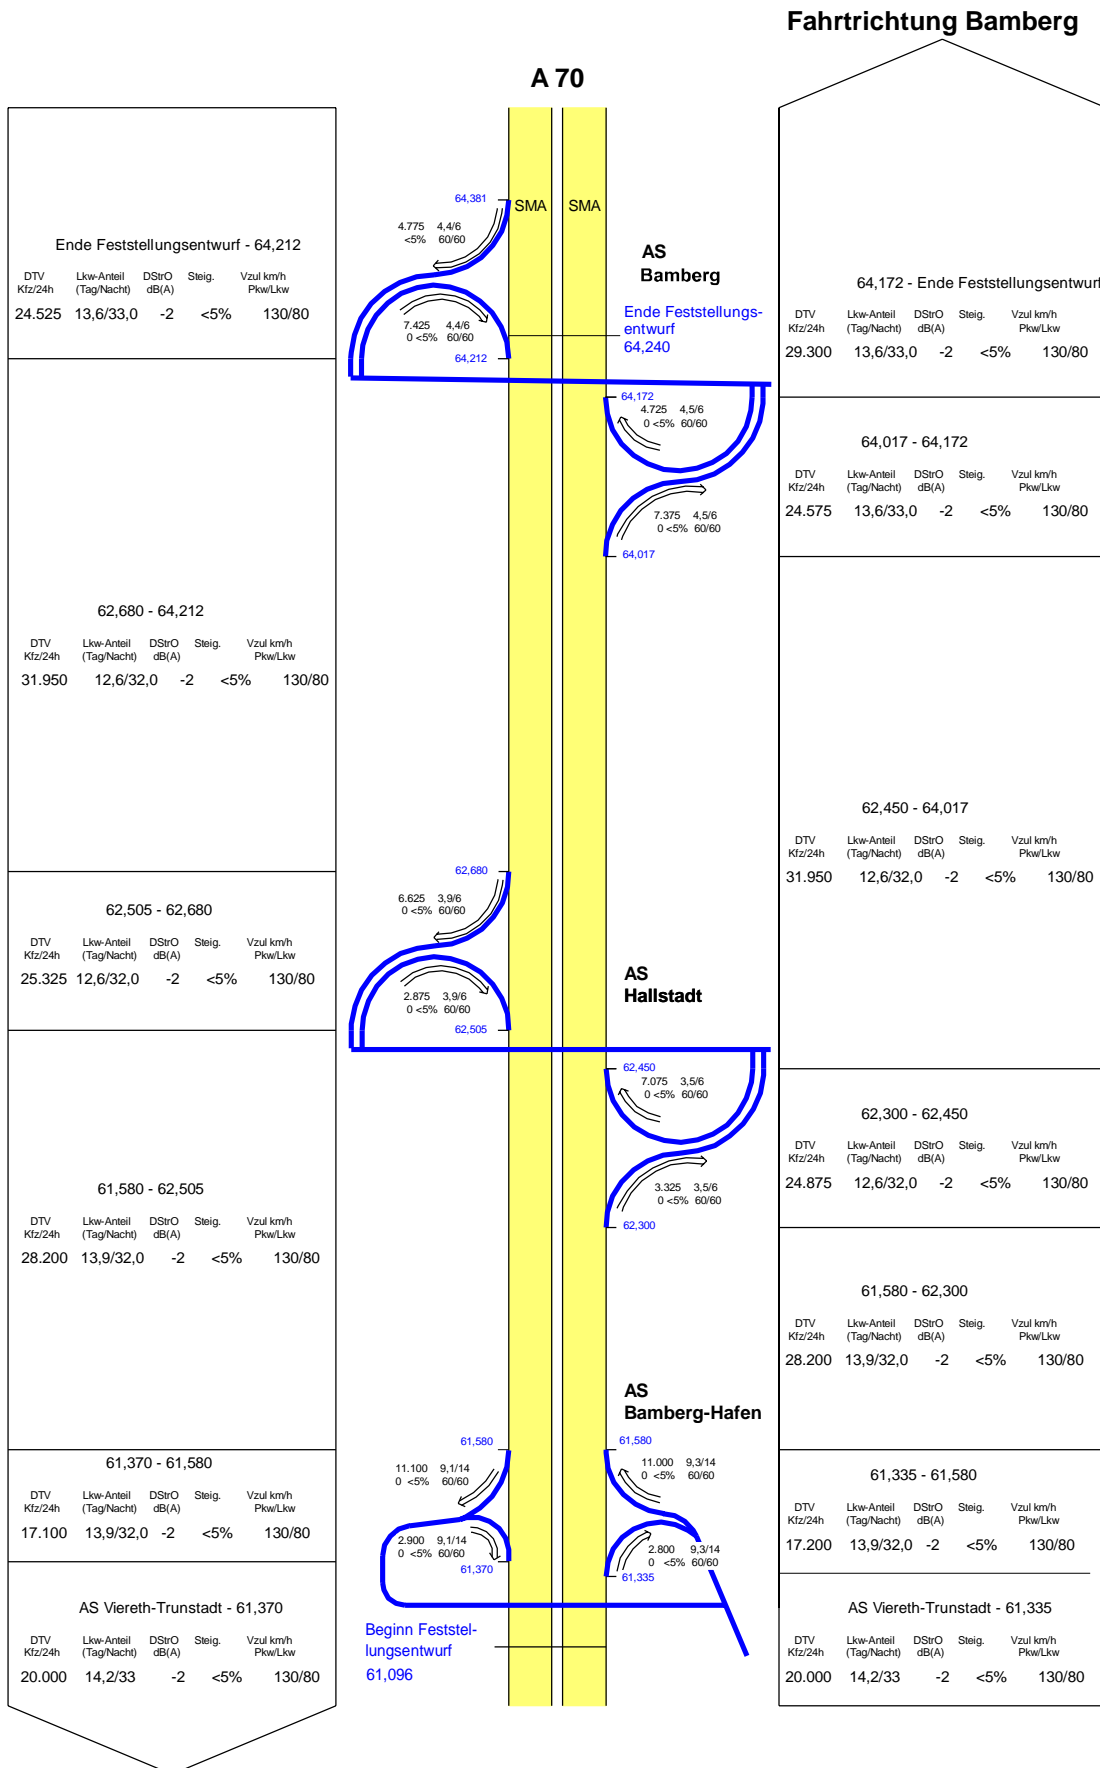 Fahrtrichtung Bamberg
A 70
Ende Feststellungsentwurf - 64,212
DTV Lkw-Anteil DStrO Steig. Vzul km/h
Kfz/24h (Tag/Nacht) dB(A) Pkw/Lkw
24.525 13,6/33,0 -2 <5% 130/80
62,680 - 64,212
DTV Lkw-Anteil DStrO Steig. Vzul km/h
Kfz/24h (Tag/Nacht) dB(A) Pkw/Lkw
31.950 12,6/32,0 -2 <5% 130/80
62,505 - 62,680
DTV Lkw-Anteil DStrO Steig. Vzul km/h
Kfz/24h (Tag/Nacht) dB(A) Pkw/Lkw
25.325 12,6/32,0 -2 <5% 130/80
61,580 - 62,505
DTV Lkw-Anteil DStrO Steig. Vzul km/h
Kfz/24h (Tag/Nacht) dB(A) Pkw/Lkw
28.200 13,9/32,0 -2 <5% 130/80
61,370 - 61,580
DTV Lkw-Anteil DStrO Steig. Vzul km/h
Kfz/24h (Tag/Nacht) dB(A) Pkw/Lkw
17.100 13,9/32,0 -2 <5% 130/80
AS Viereth-Trunstadt - 61,370
DTV Lkw-Anteil DStrO Steig. Vzul km/h
Kfz/24h (Tag/Nacht) dB(A) Pkw/Lkw
20.000 14,2/33 -2 <5% 130/80
64,381
SMA SMA
4.775 4,4/6
<5% 60/60
7.425 4,4/6
0 <5% 60/60
64,212
AS
Bamberg
Ende Feststellungs-
entwurf
64,240
64,172
4.725 4,5/6
0 <5% 60/60
7.375 4,5/6
0 <5% 60/60
64,017
62,680
6.625 3,9/6
0 <5% 60/60
2.875 3,9/6
0 <5% 60/60
62,505
AS
Hallstadt
62,450
7.075 3,5/6
0 <5% 60/60
3.325 3,5/6
0 <5% 60/60
62,300
AS
Bamberg-Hafen
61,580
11.100 9,1/14
0 <5% 60/60
2.900 9,1/14
0 <5% 60/60
61,370
61,580
11.000 9,3/14
0 <5% 60/60
2.800 9,3/14
0 <5% 60/60
61,335
Beginn Feststel-
lungsentwurf
61,096
64,172 - Ende Feststellungsentwurf
DTV Lkw-Anteil DStrO Steig. Vzul km/h
Kfz/24h (Tag/Nacht) dB(A) Pkw/Lkw
29.300 13,6/33,0 -2 <5% 130/80
64,017 - 64,172
DTV Lkw-Anteil DStrO Steig. Vzul km/h
Kfz/24h (Tag/Nacht) dB(A) Pkw/Lkw
24.575 13,6/33,0 -2 <5% 130/80
62,450 - 64,017
DTV Lkw-Anteil DStrO Steig. Vzul km/h
Kfz/24h (Tag/Nacht) dB(A) Pkw/Lkw
31.950 12,6/32,0 -2 <5% 130/80
62,300 - 62,450
DTV Lkw-Anteil DStrO Steig. Vzul km/h
Kfz/24h (Tag/Nacht) dB(A) Pkw/Lkw
24.875 12,6/32,0 -2 <5% 130/80
61,580 - 62,300
DTV Lkw-Anteil DStrO Steig. Vzul km/h
Kfz/24h (Tag/Nacht) dB(A) Pkw/Lkw
28.200 13,9/32,0 -2 <5% 130/80
61,335 - 61,580
DTV Lkw-Anteil DStrO Steig. Vzul km/h
Kfz/24h (Tag/Nacht) dB(A) Pkw/Lkw
17.200 13,9/32,0 -2 <5% 130/80
AS Viereth-Trunstadt - 61,335
DTV Lkw-Anteil DStrO Steig. Vzul km/h
Kfz/24h (Tag/Nacht) dB(A) Pkw/Lkw
20.000 14,2/33 -2 <5% 130/80